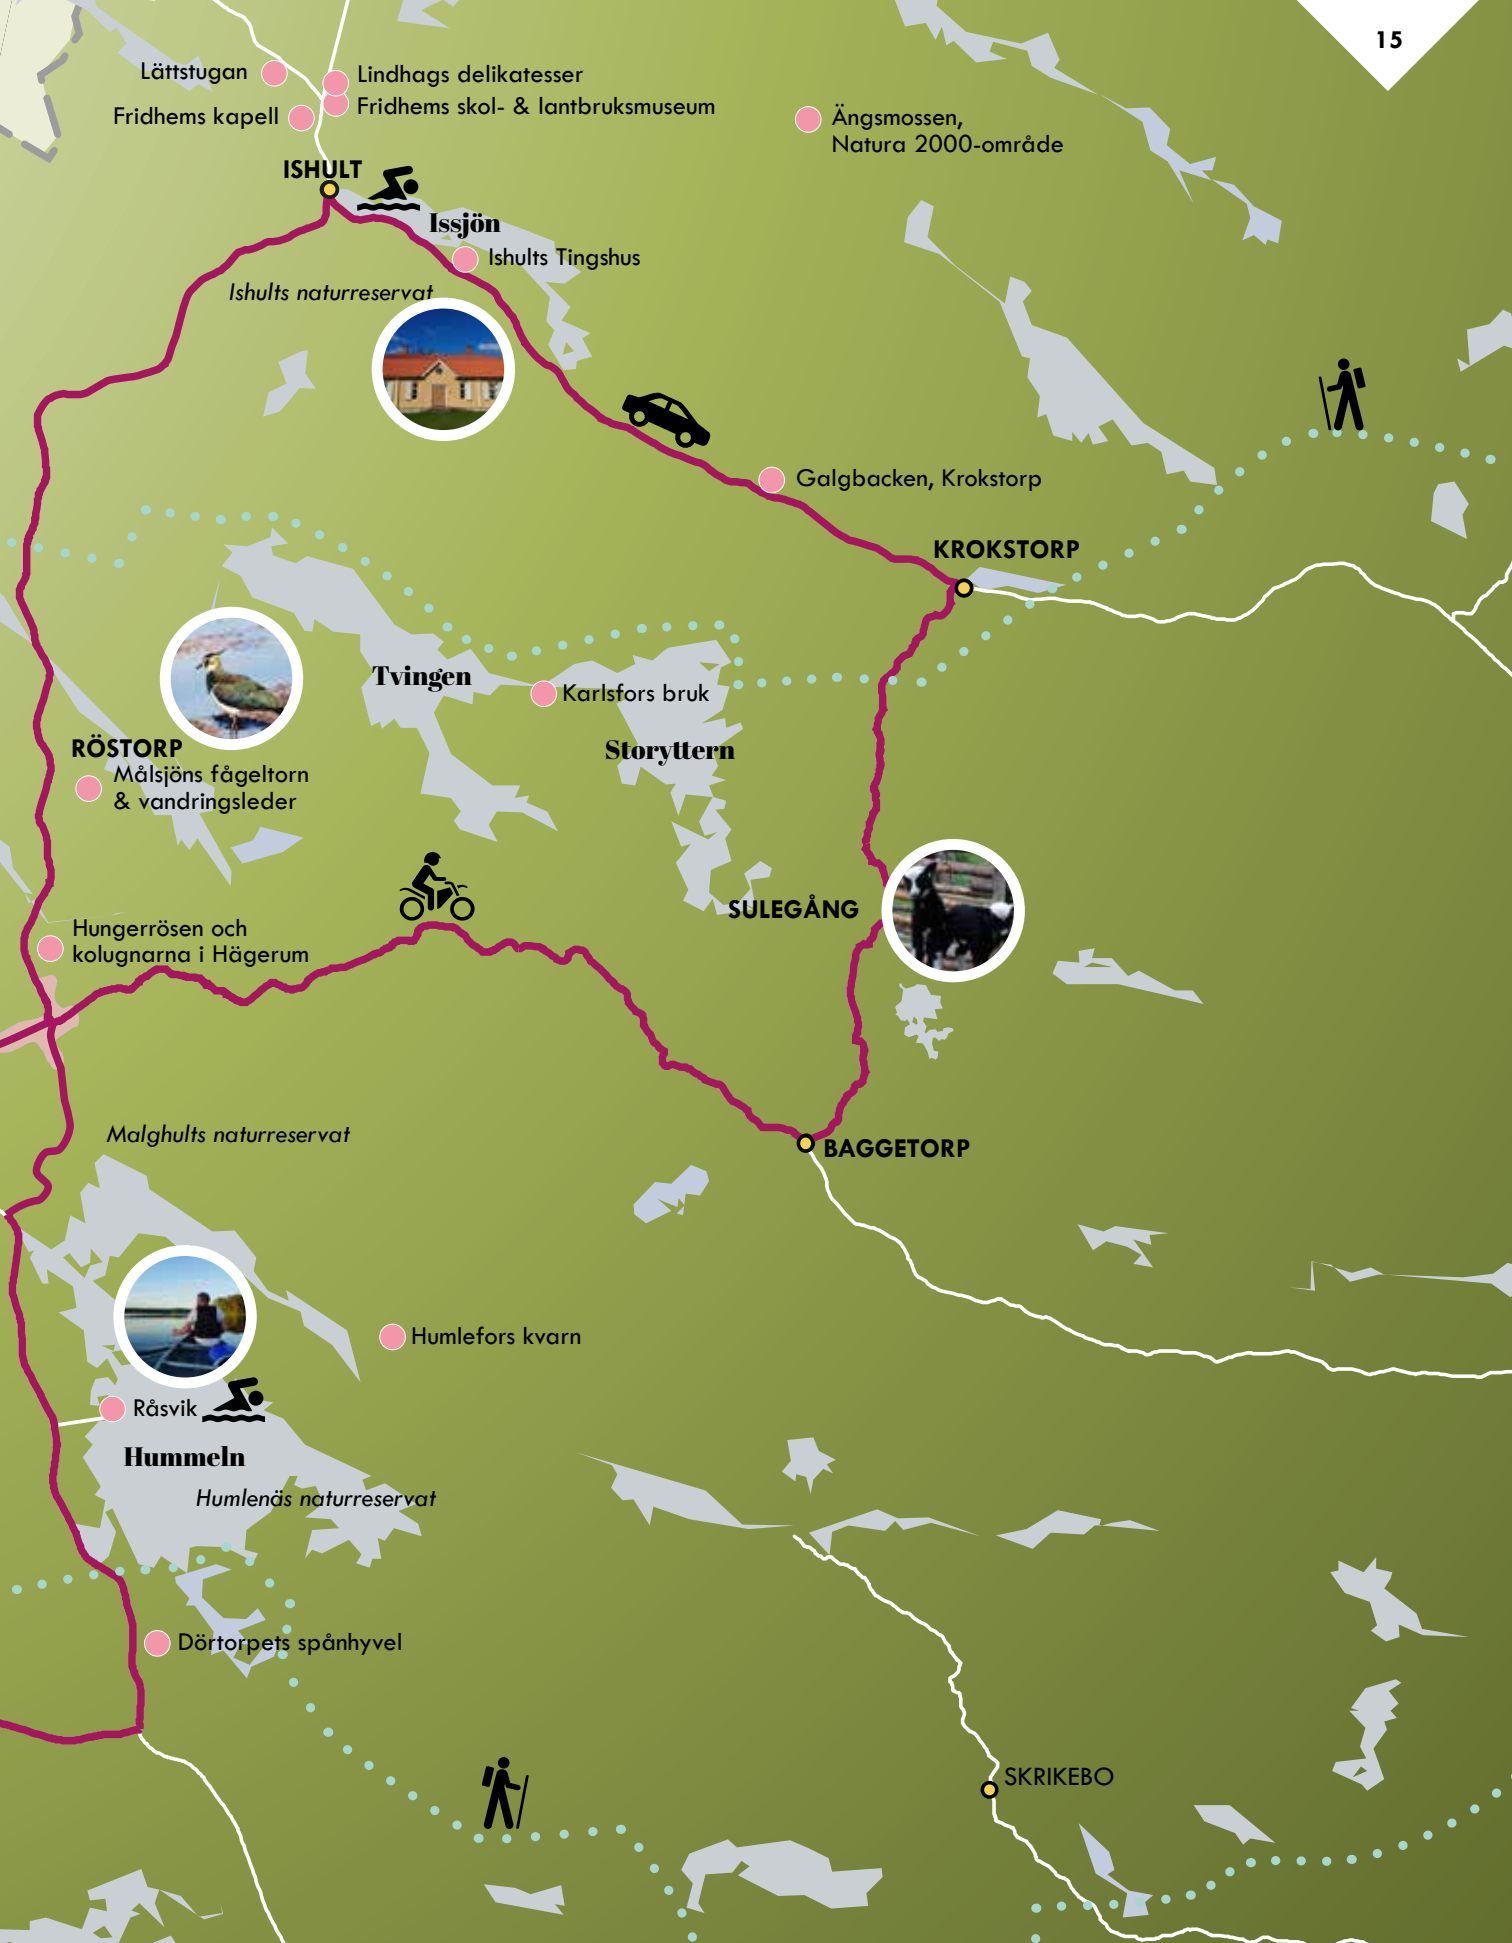 15
Lättstugan
Lindhags delikatesser
Fridhems kapell
Fridhems skol- & lantbruksmuseum
Ängsmossen,
Natura 2000-område
ISHULT
Issjön
Ishults Tingshus
Ishults naturreservat
Galgbacken, Krokstorp
KROKSTORP
Tvingen
Karlsfors bruk
Storyttern
RÖSTORP
Målsjöns fågeltorn
& vandringsleder
SULEGÅNG
Hungerrösen och
kolugnarna i Hägerum
Malghults naturreservat
BAGGETORP
Humlefors kvarn
Råsvik
Hummeln
Humlenäs naturreservat
Dörtorpets spånhyvel
SKRIKEBO